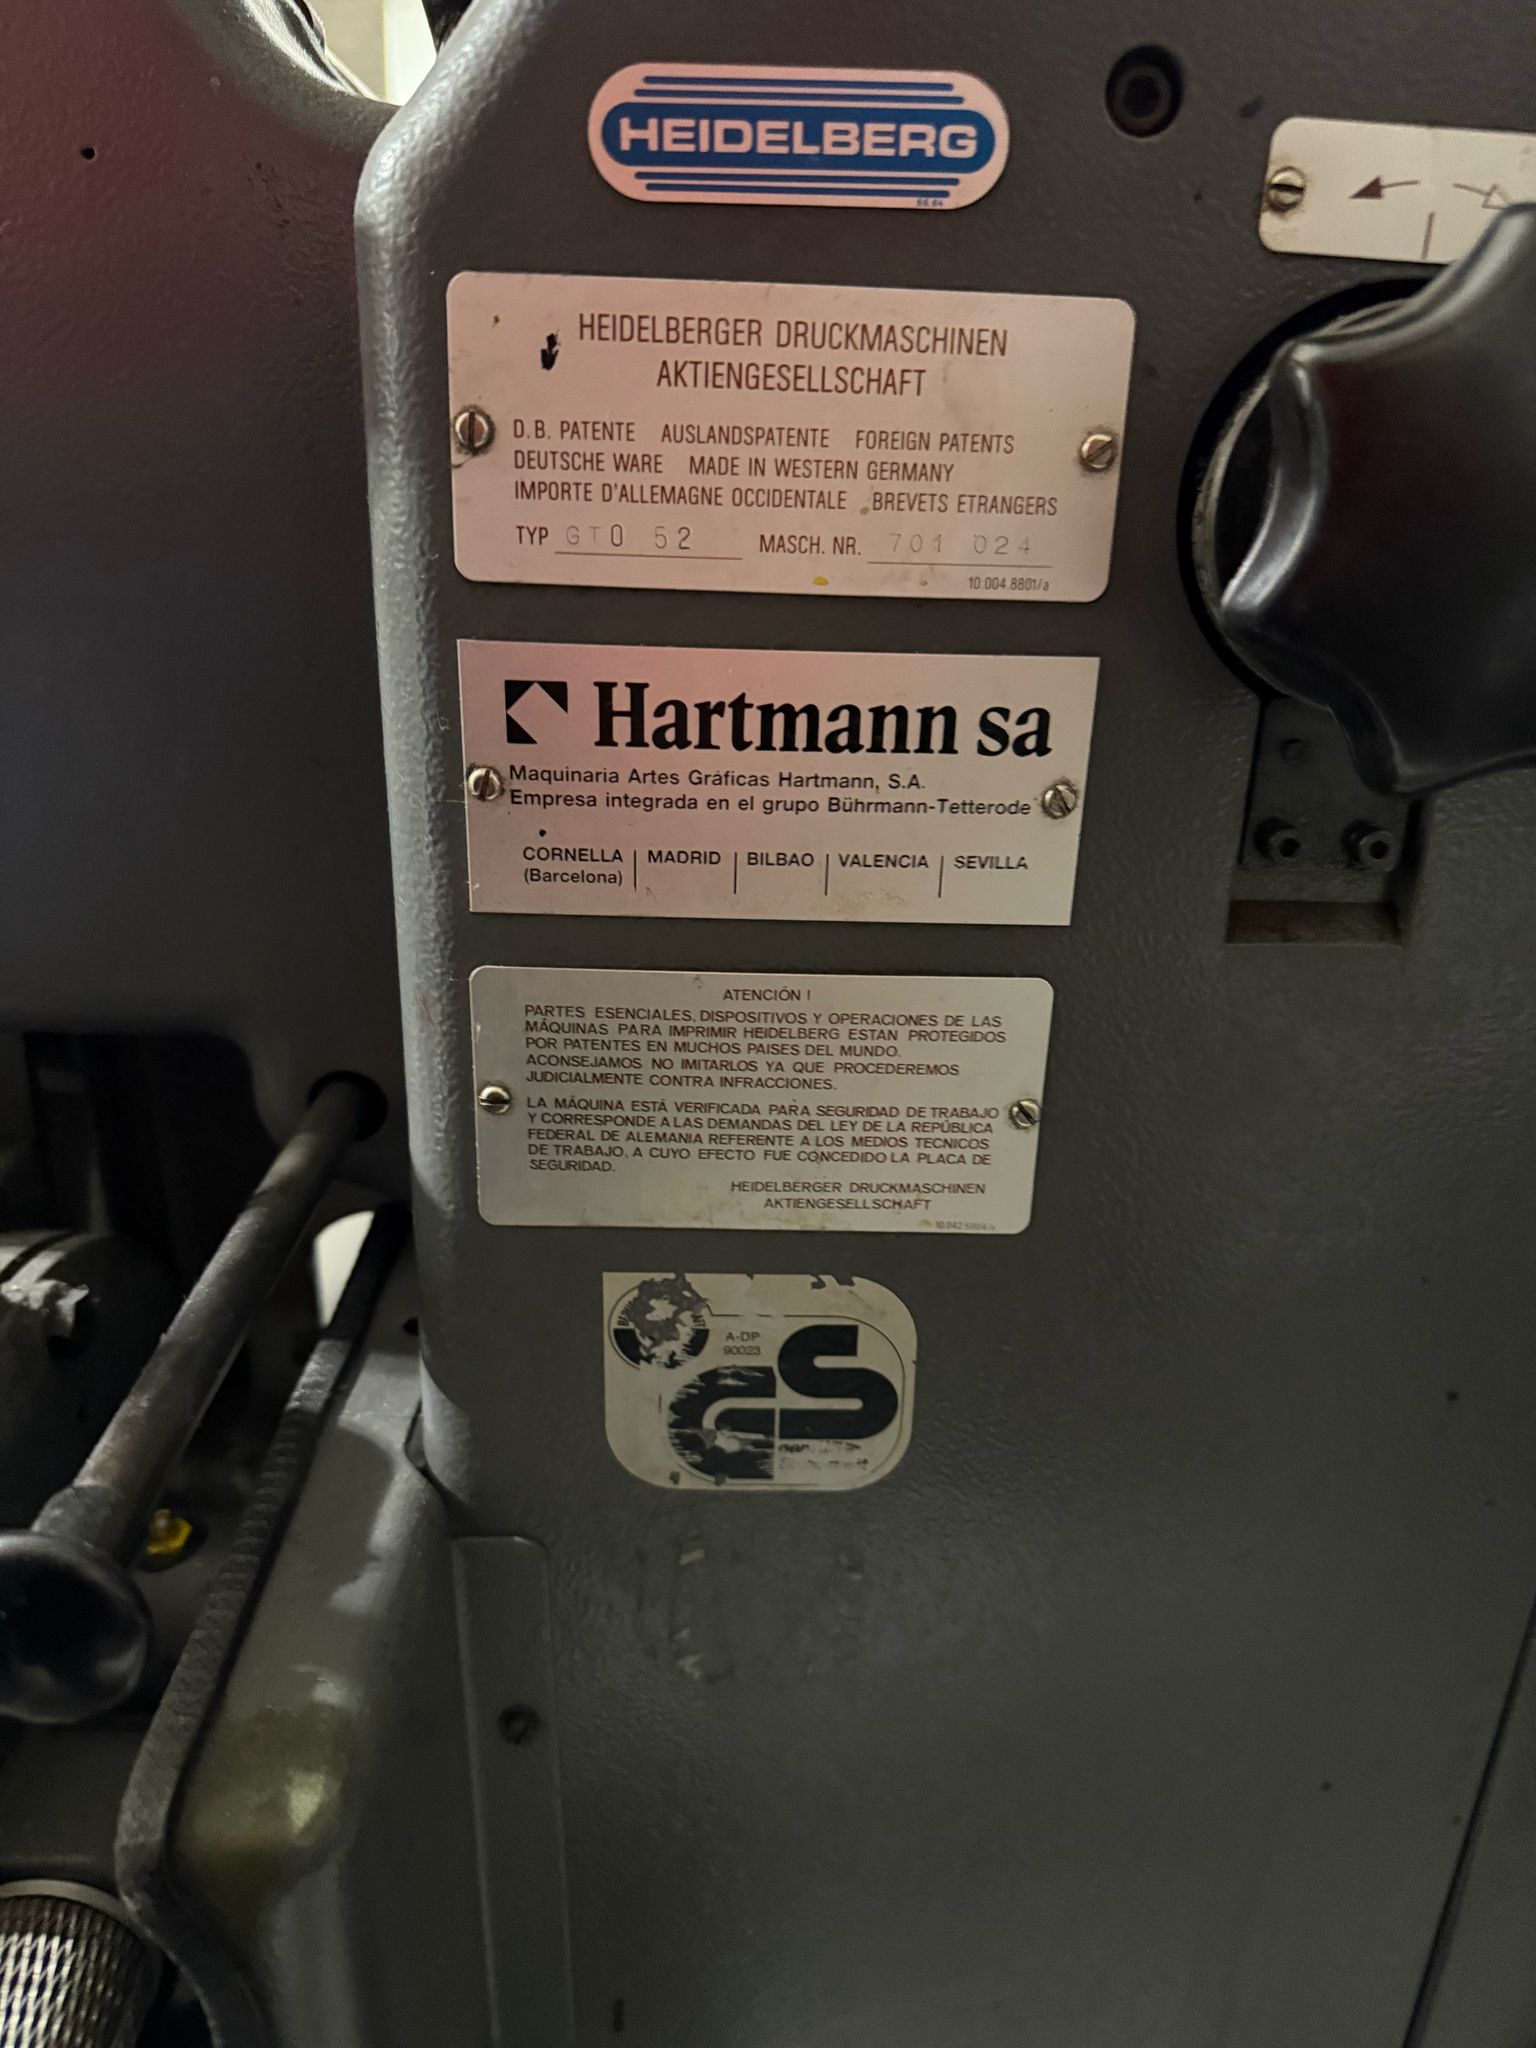 HEIDELBERG
HEIDELBERGER DRUCKMASCHINEN
AKTIENGESELLSCHAFT
D.B. PATENTE AUSLANDSPATENTE FOREIGN PATENTS
DEUTSCHE WARE MADE IN WESTERN GERMANY
IMPORTE D'ALLEMAGNE OCCIDENTALE BREVETS ETRANGERS
TYP GTO 52 MASCH. NR. 701 024
10.004.8801/a
Hartmann sa
Maquinaria Artes Gráficas Hartmann, S.A.
Empresa integrada en el grupo Bührmann-Tetterode
CORNELLA MADRID BILBAO VALENCIA SEVILLA
(Barcelona)
ATENCIÓN !
PARTES ESENCIALES, DISPOSITIVOS Y OPERACIONES DE LAS
MÁQUINAS PARA IMPRIMIR HEIDELBERG ESTAN PROTEGIDOS
POR PATENTES EN MUCHOS PAISES DEL MUNDO.
ACONSEJAMOS NO IMITARLOS YA QUE PROCEDEREMOS
JUDICIALMENTE CONTRA INFRACCIONES.
LA MÁQUINA ESTÁ VERIFICADA PARA SEGURIDAD DE TRABAJO
Y CORRESPONDE A LAS DEMANDAS DEL LEY DE LA REPÚBLICA
FEDERAL DE ALEMANIA REFERENTE A LOS MEDIOS TECNICOS
DE TRABAJO, A CUYO EFECTO FUE CONCEDIDO LA PLACA DE
SEGURIDAD.
HEIDELBERGER DRUCKMASCHINEN
AKTIENGESELLSCHAFT
A-DP
90023
GS